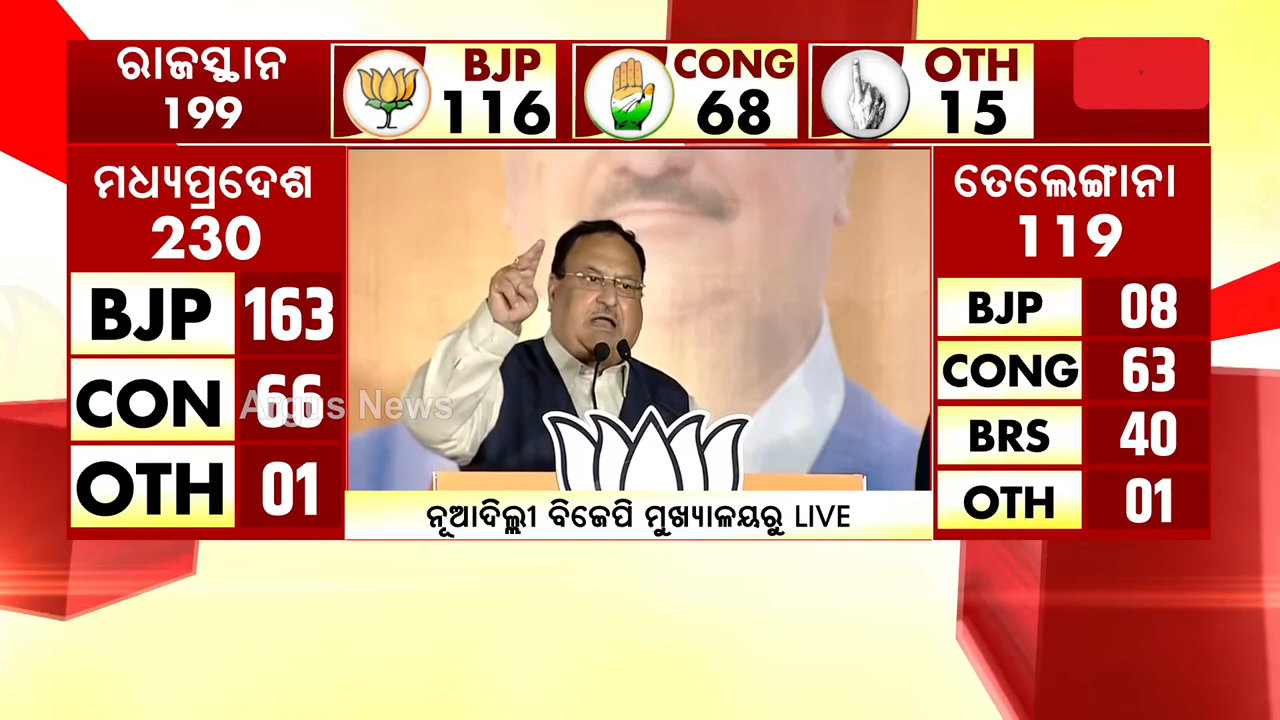 ରାଜସ୍ଥାନ
199
BJP
116
CONG
68
OTH
15
ମଧ୍ୟପ୍ରଦେଶ
230
BJP 163
CON 66
OTH 01
Argus News
ନୂଆଦିଲ୍ଲୀ ବିଜେପି ମୁଖ୍ୟାଳୟରୁ LIVE
ତେଲେଙ୍ଗାନା
119
BJP 08
CONG 63
BRS 40
OTH 01